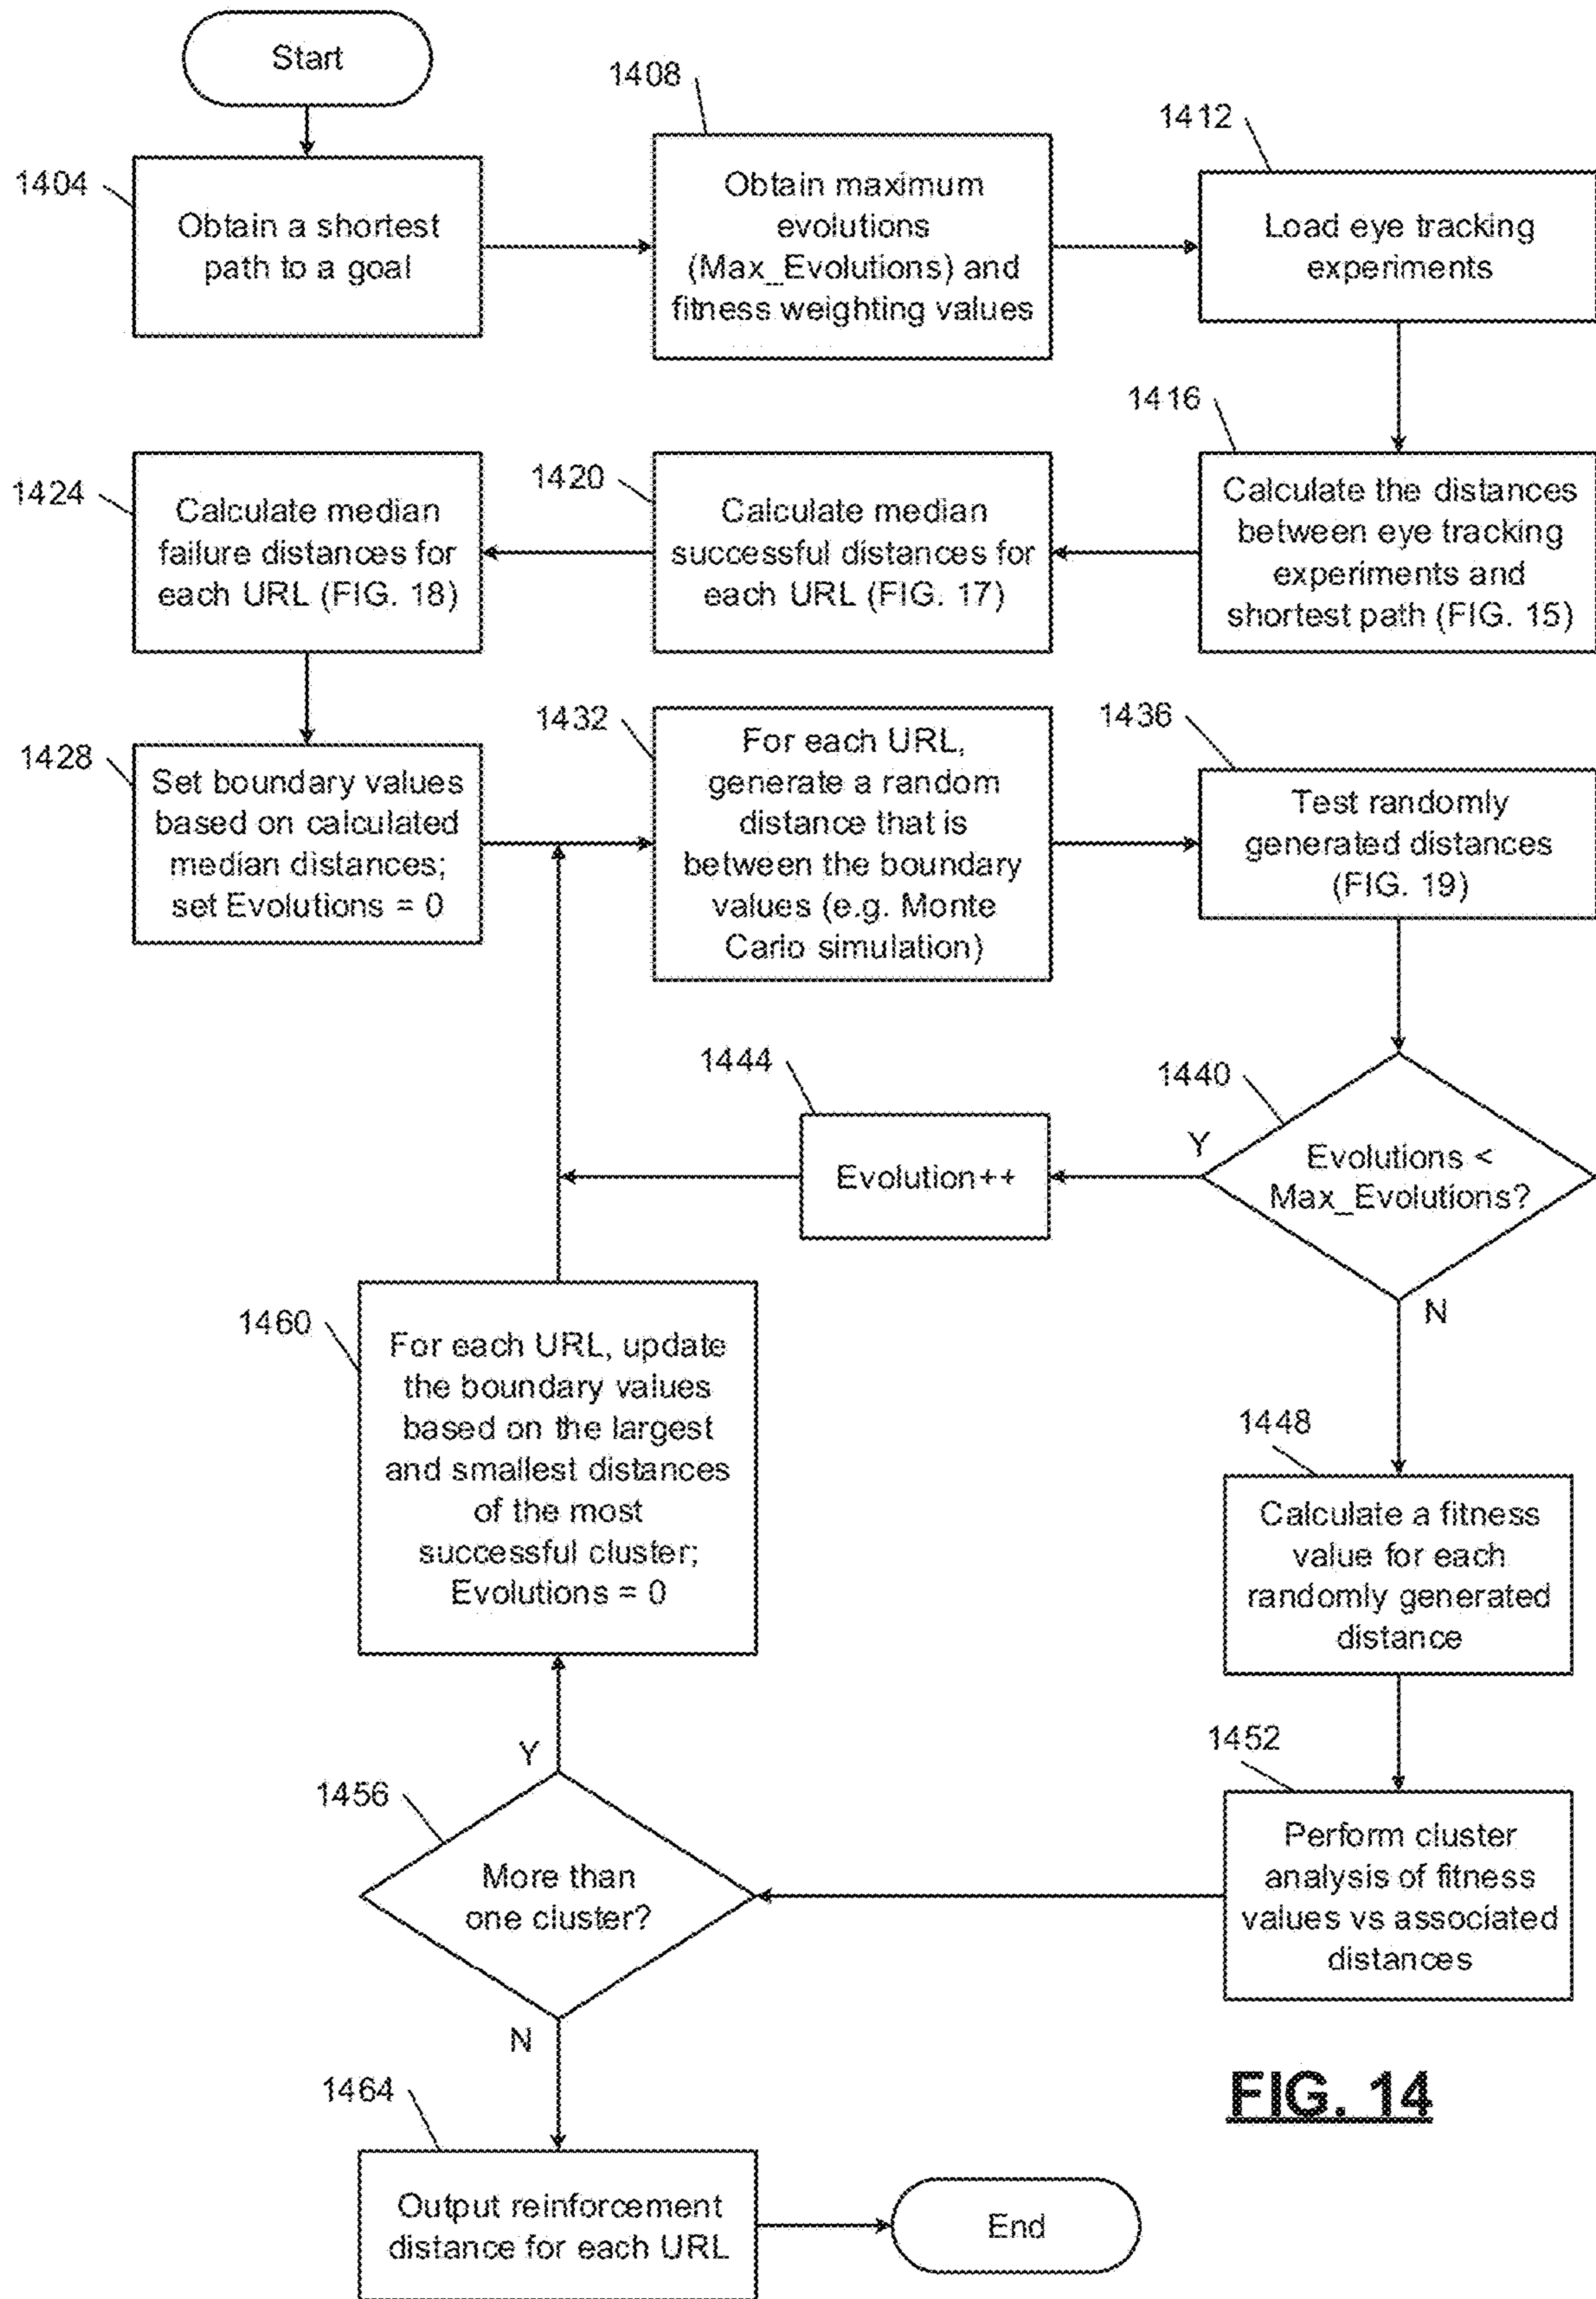 Start
1404
Obtain a shortest
path to a goal
1408
Obtain maximum
evolutions
(Max_Evolutions) and
fitness weighting values
1412
Load eye tracking
experiments
1416
Calculate the distances
between eye tracking
experiments and
shortest path (FIG. 15)
1420
Calculate median
successful distances for
each URL (FIG. 17)
1424
Calculate median
failure distances for
each URL (FIG. 18)
1428
Set boundary values
based on calculated
median distances;
set Evolutions = 0
1432
For each URL,
generate a random
distance that is
between the boundary
values (e.g. Monte
Carlo simulation)
1436
Test randomly
generated distances
(FIG. 19)
1440
Evolutions <
Max_Evolutions?
Y
N
1444
Evolution++
1448
Calculate a fitness
value for each
randomly generated
distance
1452
Perform cluster
analysis of fitness
values vs associated
distances
1456
More than
one cluster?
Y
N
1460
For each URL, update
the boundary values
based on the largest
and smallest distances
of the most
successful cluster;
Evolutions = 0
1464
Output reinforcement
distance for each URL
End
FIG. 14